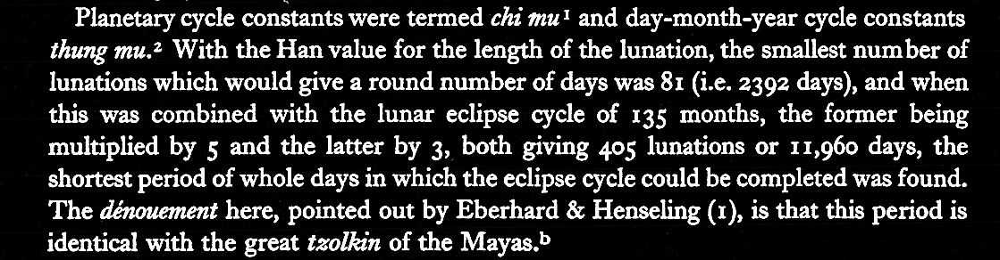 Planetary cycle constants were termed chi mu¹ and day-month-year cycle constants
thung mu.² With the Han value for the length of the lunation, the smallest number of
lunations which would give a round number of days was 81 (i.e. 2392 days), and when
this was combined with the lunar eclipse cycle of 135 months, the former being
multiplied by 5 and the latter by 3, both giving 405 lunations or 11,960 days, the
shortest period of whole days in which the eclipse cycle could be completed was found.
The dénouement here, pointed out by Eberhard & Henseling (1), is that this period is
identical with the great tzolkin of the Mayas.ᵇ